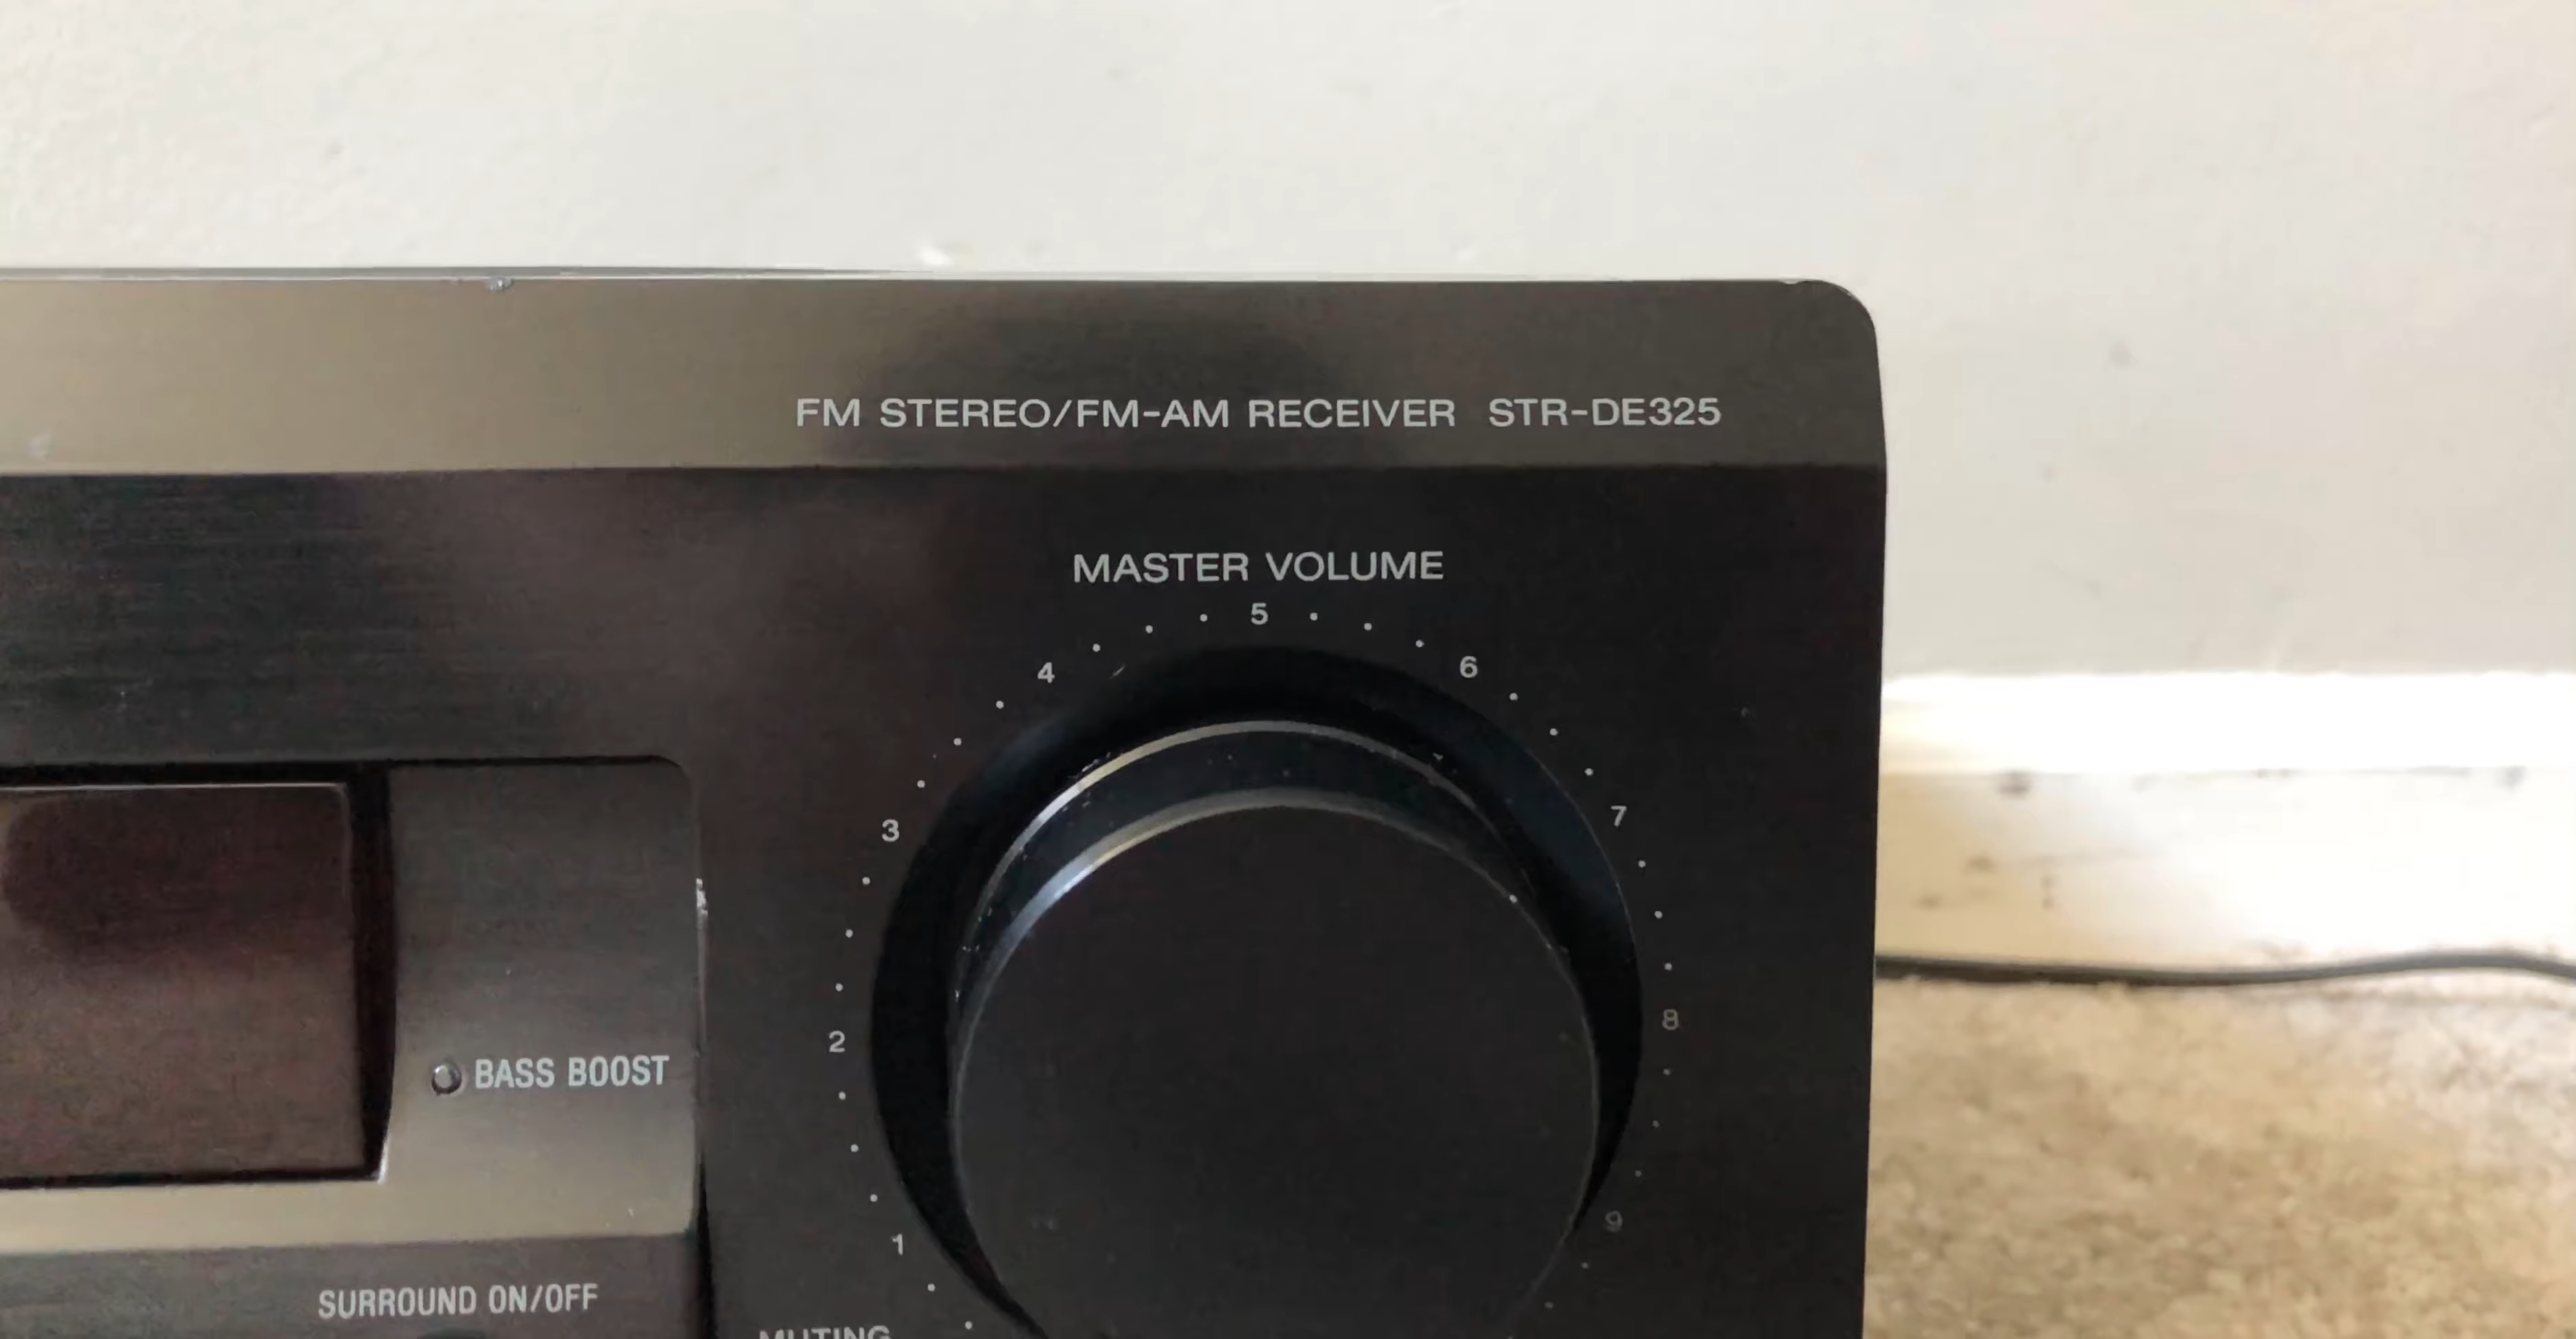 FM STEREO/FM-AM RECEIVER STR-DE325
MASTER VOLUME
5
4
6
3
7
2
8
BASS BOOST
1
9
SURROUND ON/OFF
MUTING